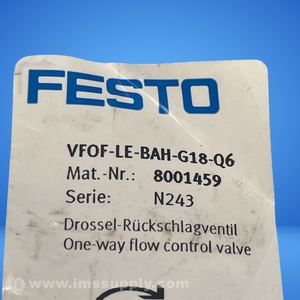 FESTO
VFOF-LE-BAH-G18-Q6
Mat.-Nr.: 8001459
Serie: N243
Drossel-Rückschlagventil
One-way flow control valve
www.imssupply.com